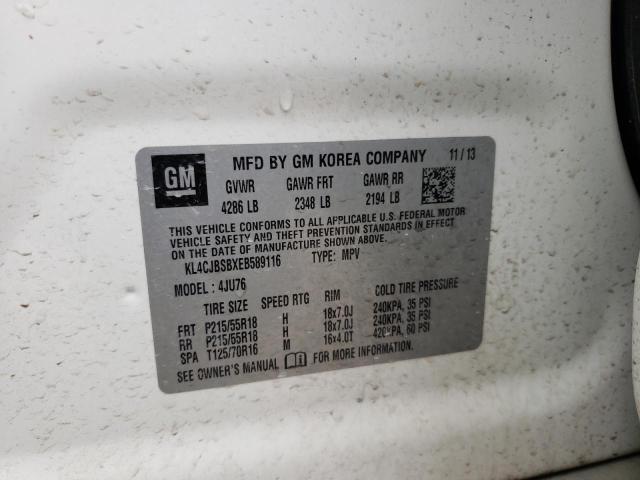 GM MFD BY GM KOREA COMPANY 11 / 13
GVWR GAWR FRT GAWR RR
4286 LB 2348 LB 2194 LB
THIS VEHICLE CONFORMS TO ALL APPLICABLE U.S. FEDERAL MOTOR
VEHICLE SAFETY AND THEFT PREVENTION STANDARDS IN EFFECT
ON THE DATE OF MANUFACTURE SHOWN ABOVE.
KL4CJBSBXEB589116 TYPE: MPV
MODEL : 4JU76
TIRE SIZE SPEED RTG RIM COLD TIRE PRESSURE
FRT P215/55R18 H 18x7.0J 240KPA, 35 PSI
RR P215/55R18 H 18x7.0J 240KPA, 35 PSI
SPA T125/70R16 M 16x4.0T 420KPA, 60 PSI
SEE OWNER'S MANUAL FOR MORE INFORMATION.